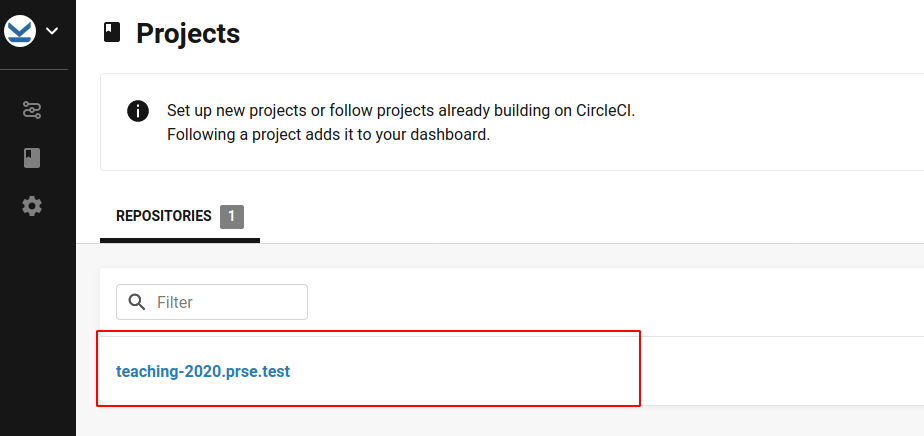 Projects
Set up new projects or follow projects already building on CircleCI.
Following a project adds it to your dashboard.
REPOSITORIES 1
Filter
teaching-2020.prse.test